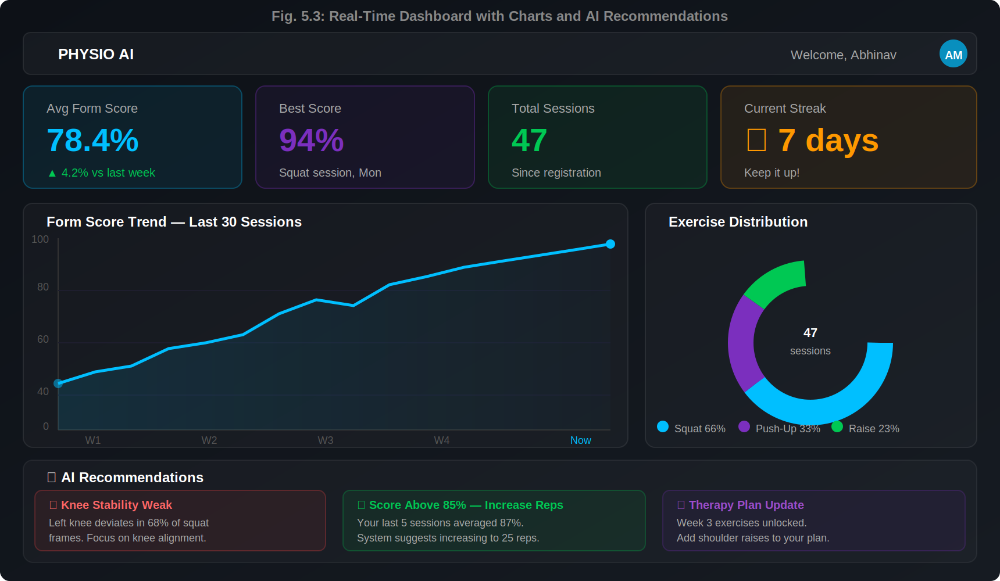 Fig. 5.3: Real-Time Dashboard with Charts and AI Recommendations
PHYSIO AI
Welcome, Abhinav
AM
Avg Form Score
78.4%
▲ 4.2% vs last week
Best Score
94%
Squat session, Mon
Total Sessions
47
Since registration
Current Streak
7 days
Keep it up!
Form Score Trend — Last 30 Sessions
100
80
60
40
0
W1
W2
W3
W4
Now
Exercise Distribution
47
sessions
Squat 66%
Push-Up 33%
Raise 23%
AI Recommendations
Knee Stability Weak
Left knee deviates in 68% of squat
frames. Focus on knee alignment.
Score Above 85% — Increase Reps
Your last 5 sessions averaged 87%.
System suggests increasing to 25 reps.
Therapy Plan Update
Week 3 exercises unlocked.
Add shoulder raises to your plan.